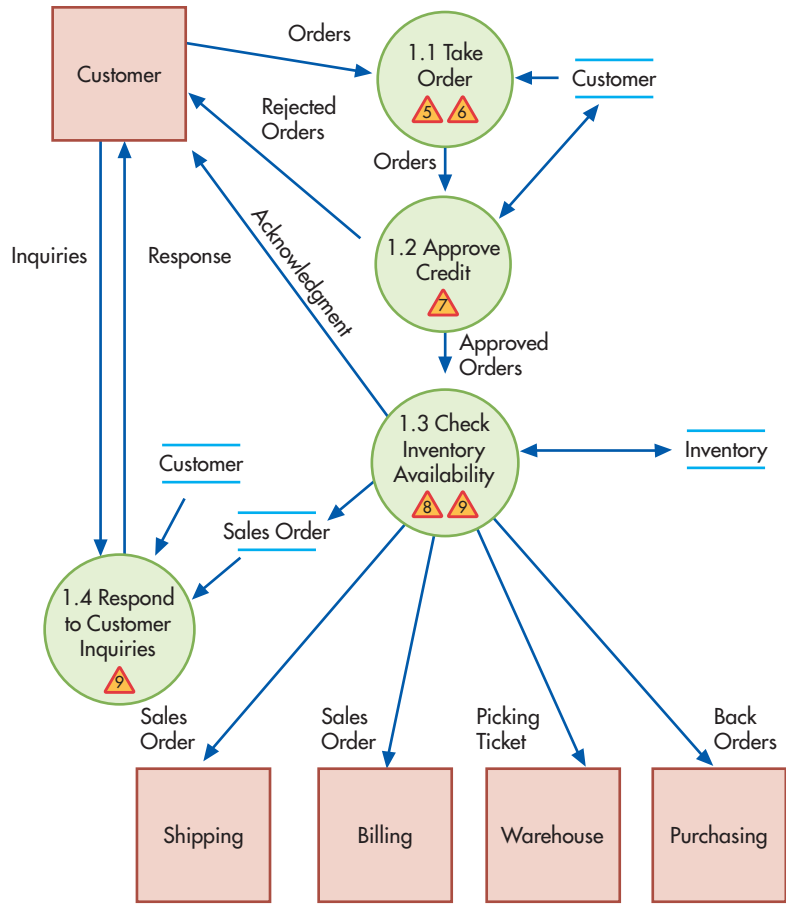 Customer
Orders
1.1 Take
Order
5 6
Customer
Rejected
Orders
Orders
Inquiries
Response
Acknowledgment
1.2 Approve
Credit
7
Approved
Orders
1.3 Check
Inventory
Availability
8 9
Inventory
Customer
Sales Order
1.4 Respond
to Customer
Inquiries
9
Sales
Order
Sales
Order
Picking
Ticket
Back
Orders
Shipping
Billing
Warehouse
Purchasing